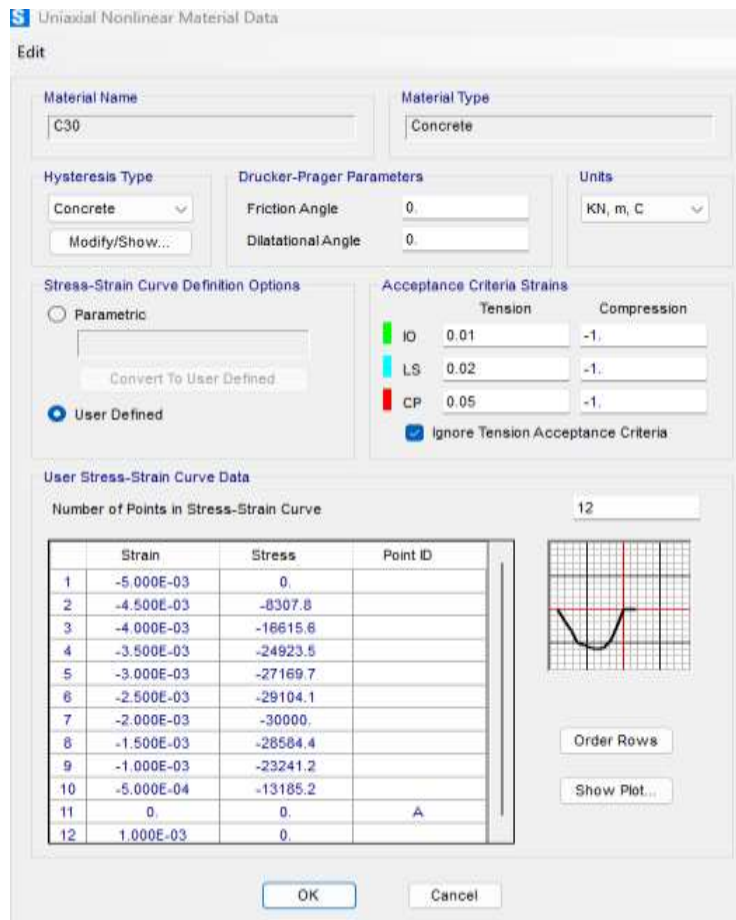 S Uniaxial Nonlinear Material Data
Edit
Material Name
C30
Material Type
Concrete
Hysteresis Type
Concrete
Modify/Show...
Drucker-Prager Parameters
Friction Angle 0.
Dilatational Angle 0.
Units
KN, m, C
Stress-Strain Curve Definition Options
Parametric
Convert To User Defined
User Defined
Acceptance Criteria Strains
Tension Compression
IO 0.01 -1.
LS 0.02 -1.
CP 0.05 -1.
Ignore Tension Acceptance Criteria
User Stress-Strain Curve Data
Number of Points in Stress-Strain Curve 12
Strain Stress Point ID
1 -5.000E-03 0.
2 -4.500E-03 -8307.8
3 -4.000E-03 -16615.6
4 -3.500E-03 -24923.5
5 -3.000E-03 -27169.7
6 -2.500E-03 -29104.1
7 -2.000E-03 -30000.
8 -1.500E-03 -28584.4
9 -1.000E-03 -23241.2
10 -5.000E-04 -13185.2
11 0. 0. A
12 1.000E-03 0.
Order Rows
Show Plot...
OK Cancel